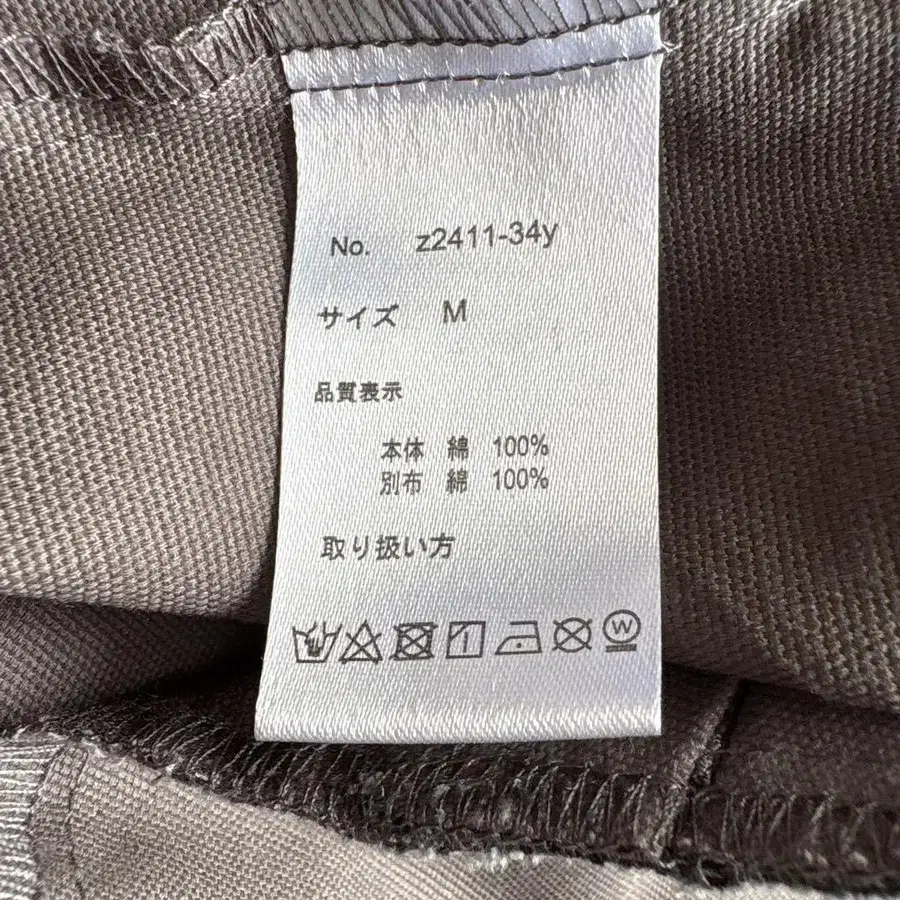 No. z2411-34y
サイズ M
品質表示
本体 綿 100%
別布 綿 100%
取り扱い方
W